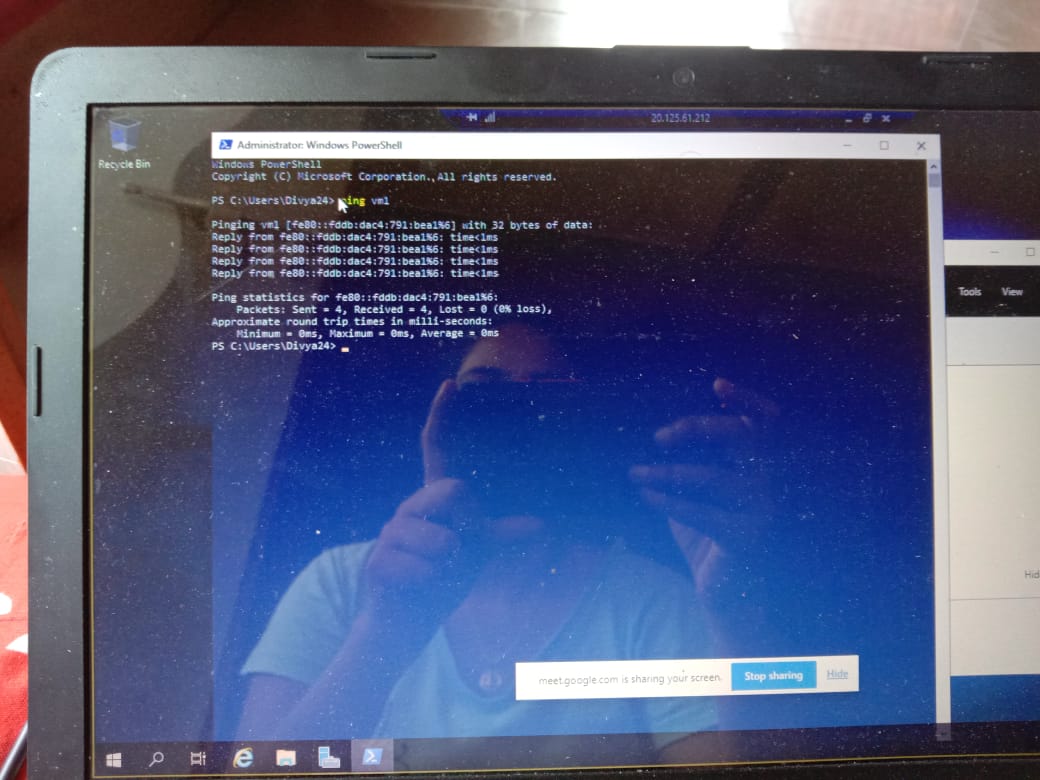 20.125.61.212
Recycle Bin
Administrator: Windows PowerShell
Windows PowerShell
Copyright (C) Microsoft Corporation. All rights reserved.
PS C:\Users\Divya24> ping vm1
Pinging vm1 [fe80::fddb:dac4:791:bea1%6] with 32 bytes of data:
Reply from fe80::fddb:dac4:791:bea1%6: time<1ms
Reply from fe80::fddb:dac4:791:bea1%6: time<1ms
Reply from fe80::fddb:dac4:791:bea1%6: time<1ms
Reply from fe80::fddb:dac4:791:bea1%6: time<1ms
Ping statistics for fe80::fddb:dac4:791:bea1%6:
Packets: Sent = 4, Received = 4, Lost = 0 (0% loss),
Approximate round trip times in milli-seconds:
Minimum = 0ms, Maximum = 0ms, Average = 0ms
PS C:\Users\Divya24>
Tools View
Hid
meet.google.com is sharing your screen.
Stop sharing
Hide